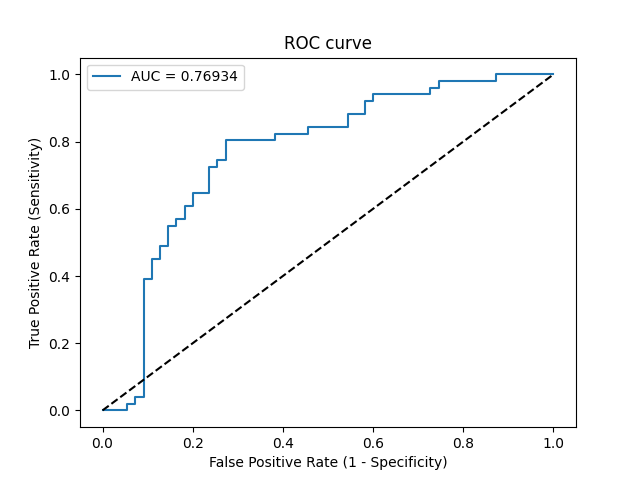 ROC curve
AUC = 0.76934
True Positive Rate (Sensitivity)
1.0
0.8
0.6
0.4
0.2
0.0
0.0 0.2 0.4 0.6 0.8 1.0
False Positive Rate (1 - Specificity)